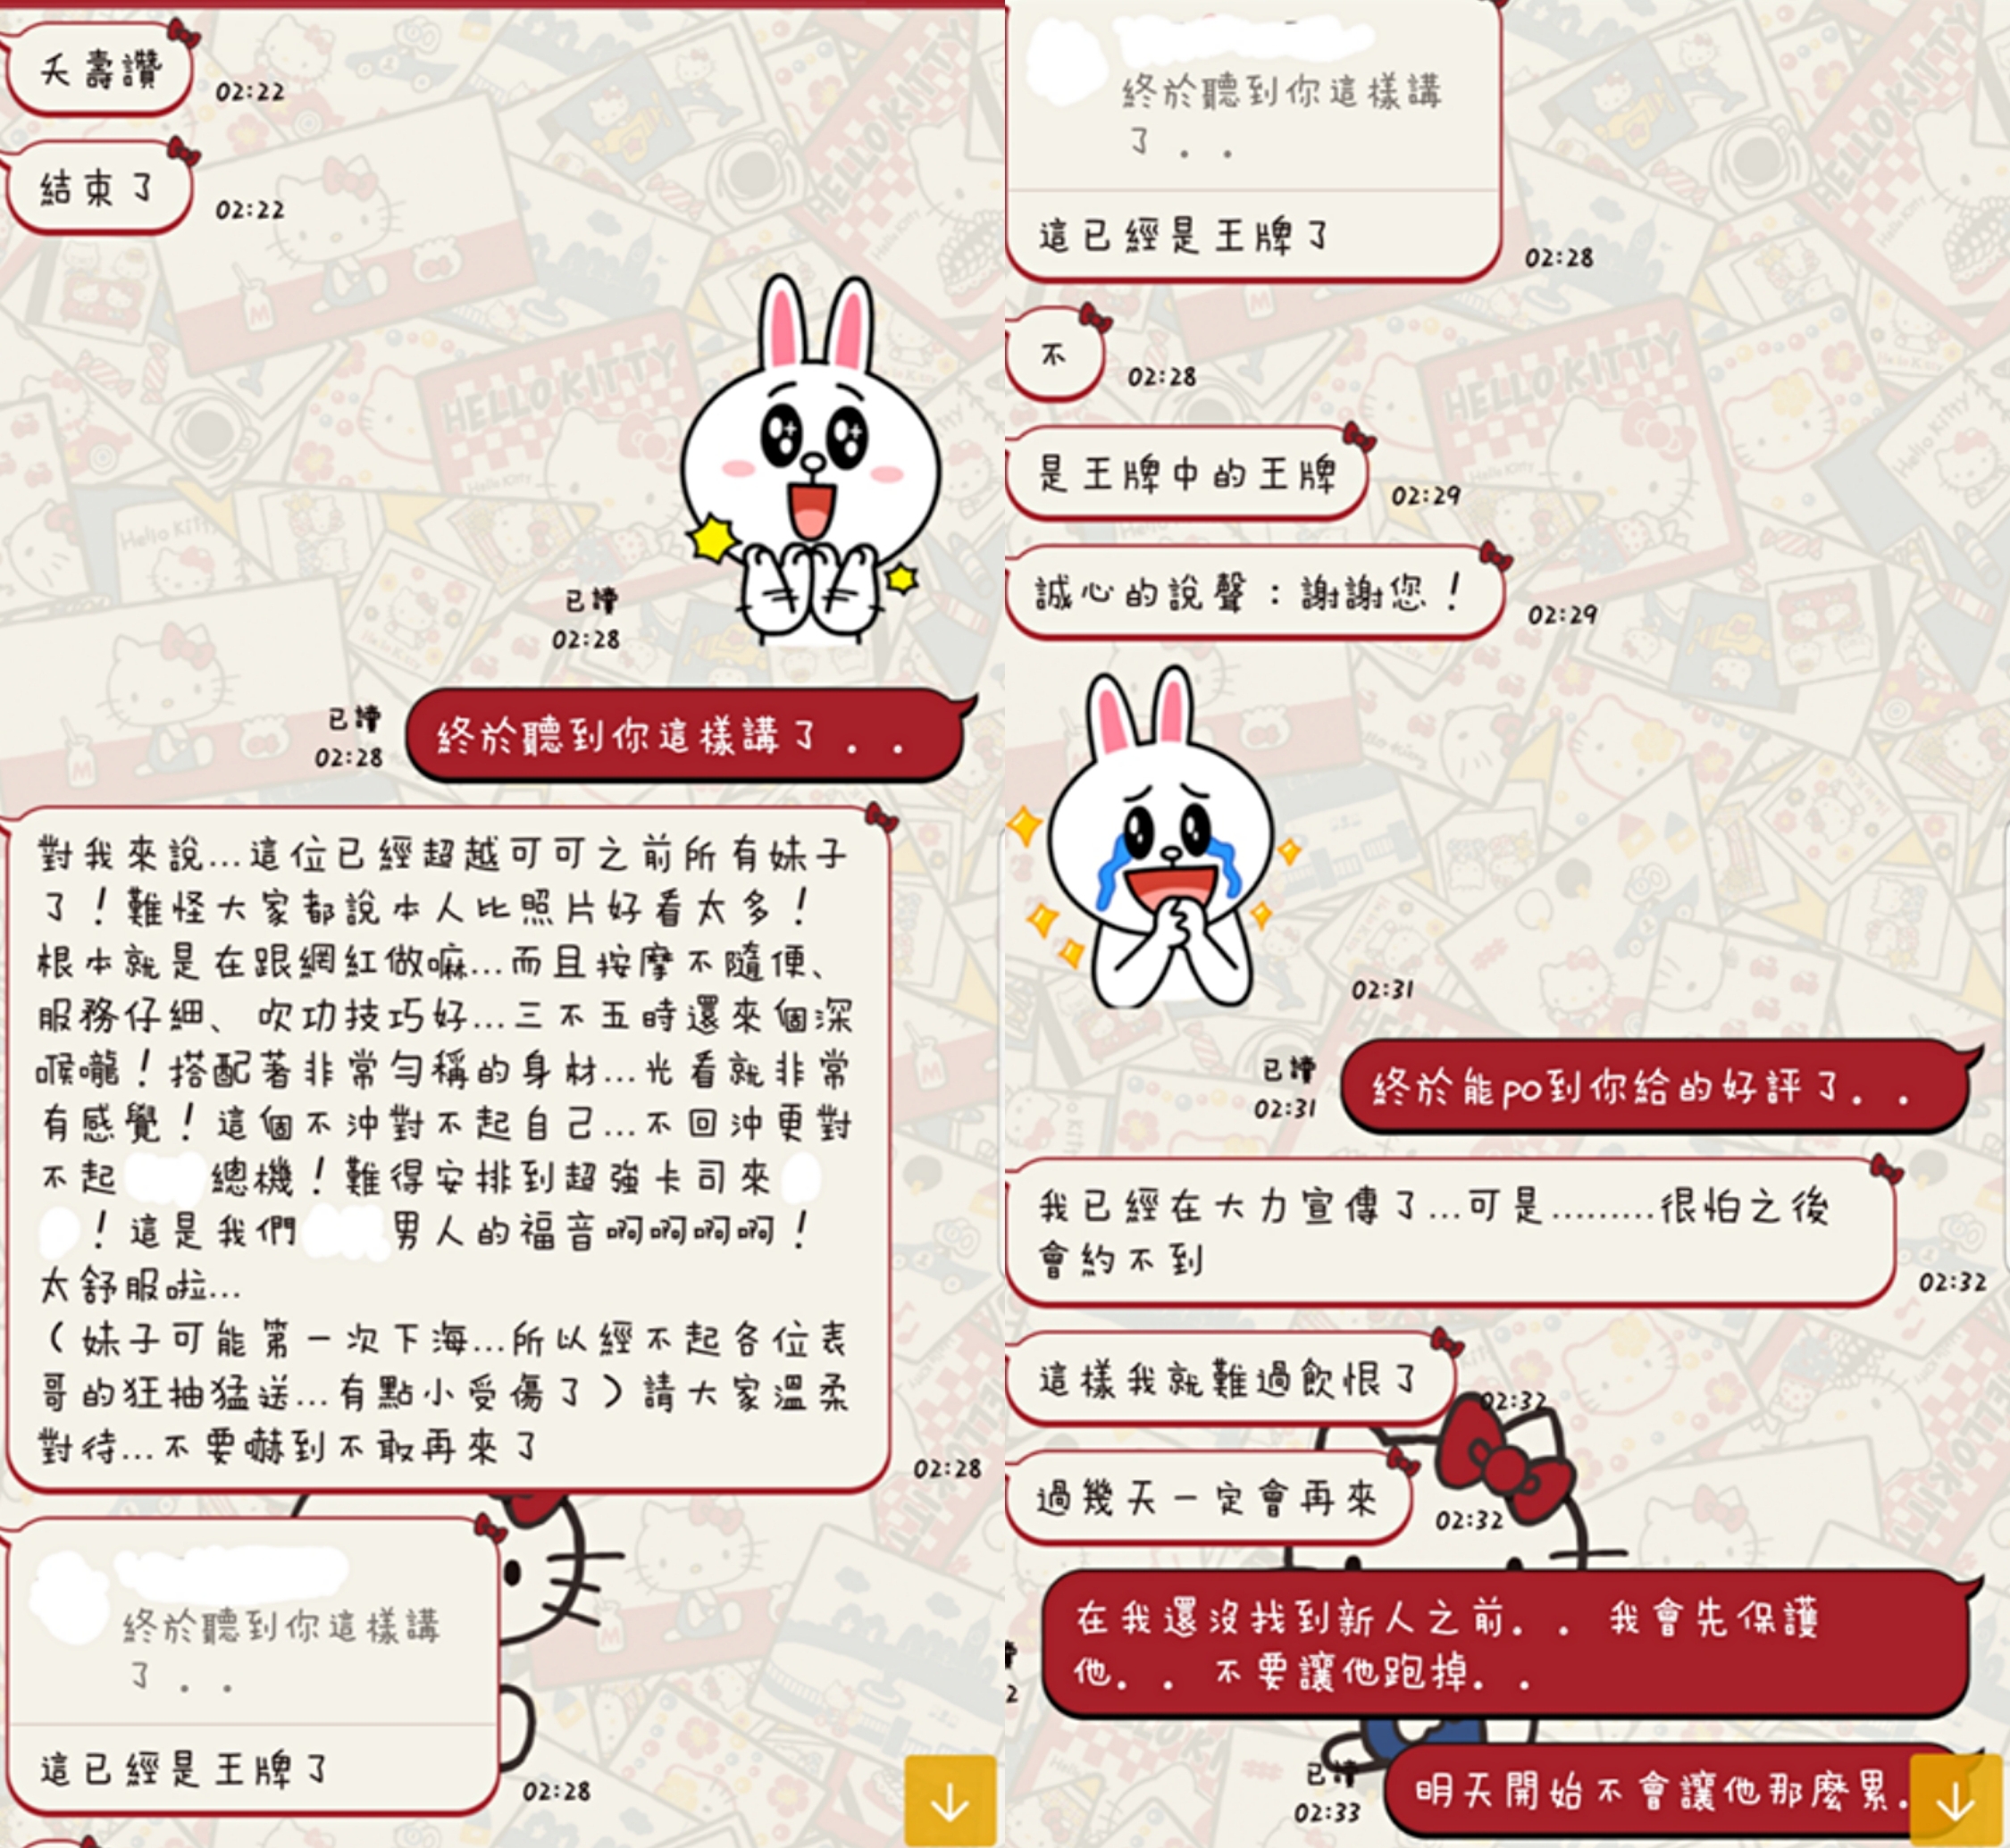 夭壽讚
02:22
結束了
02:22
已讀
02:28
終於聽到你這樣講了．．
已讀
02:28
對我來說...這位已經超越可可之前所有妹子
了！難怪大家都說本人比照片好看太多！
根本就是在跟網紅做嘛...而且按摩不隨便、
服務仔細、吹功技巧好...三不五時還來個深
喉嚨！搭配著非常勻稱的身材...光看就非常
有感覺！這個不沖對不起自己...不回沖更對
不起 總機！難得安排到超強卡司來
！這是我們 男人的福音啊啊啊啊！
太舒服啦...
（妹子可能第一次下海...所以經不起各位表
哥的狂抽猛送...有點小受傷了）請大家溫柔
對待...不要嚇到不敢再來了
02:28
終於聽到你這樣講
了．．
這已經是王牌了
02:28
終於聽到你這樣講
了．．
這已經是王牌了
02:28
不
02:28
是王牌中的王牌
02:29
誠心的說聲：謝謝您！
02:29
02:31
已讀
02:31
終於能po到你給的好評了．．
我已經在大力宣傳了...可是.........很怕之後
會約不到
02:32
這樣我就難過飲恨了
02:32
過幾天一定會再來
02:32
在我還沒找到新人之前．．我會先保護
他．．不要讓他跑掉．．
已讀
02:33
明天開始不會讓他那麼累．
HELLO KITTY
HELLO KITTY